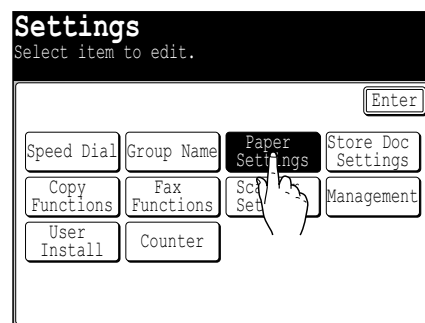 Settings
Select item to edit.
Enter
Speed Dial Group Name Paper Settings Store Doc Settings
Copy Functions Fax Functions Management
User Install Counter